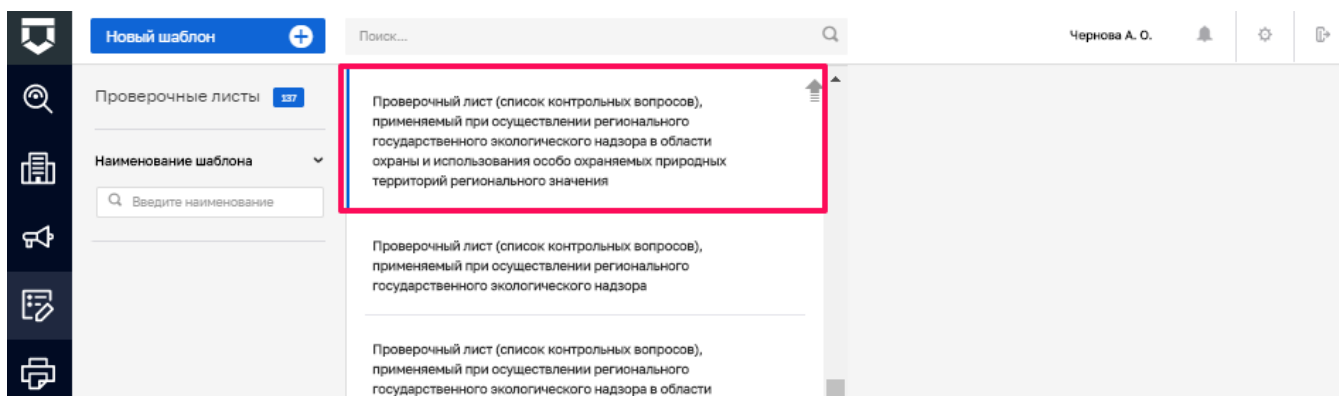 Новый шаблон
Поиск...
Чернова А. О.
Проверочные листы 137
Наименование шаблона
Введите наименование
Проверочный лист (список контрольных вопросов),
применяемый при осуществлении регионального
государственного экологического надзора в области
охраны и использования особо охраняемых природных
территорий регионального значения
Проверочный лист (список контрольных вопросов),
применяемый при осуществлении регионального
государственного экологического надзора
Проверочный лист (список контрольных вопросов),
применяемый при осуществлении регионального
государственного экологического надзора в области